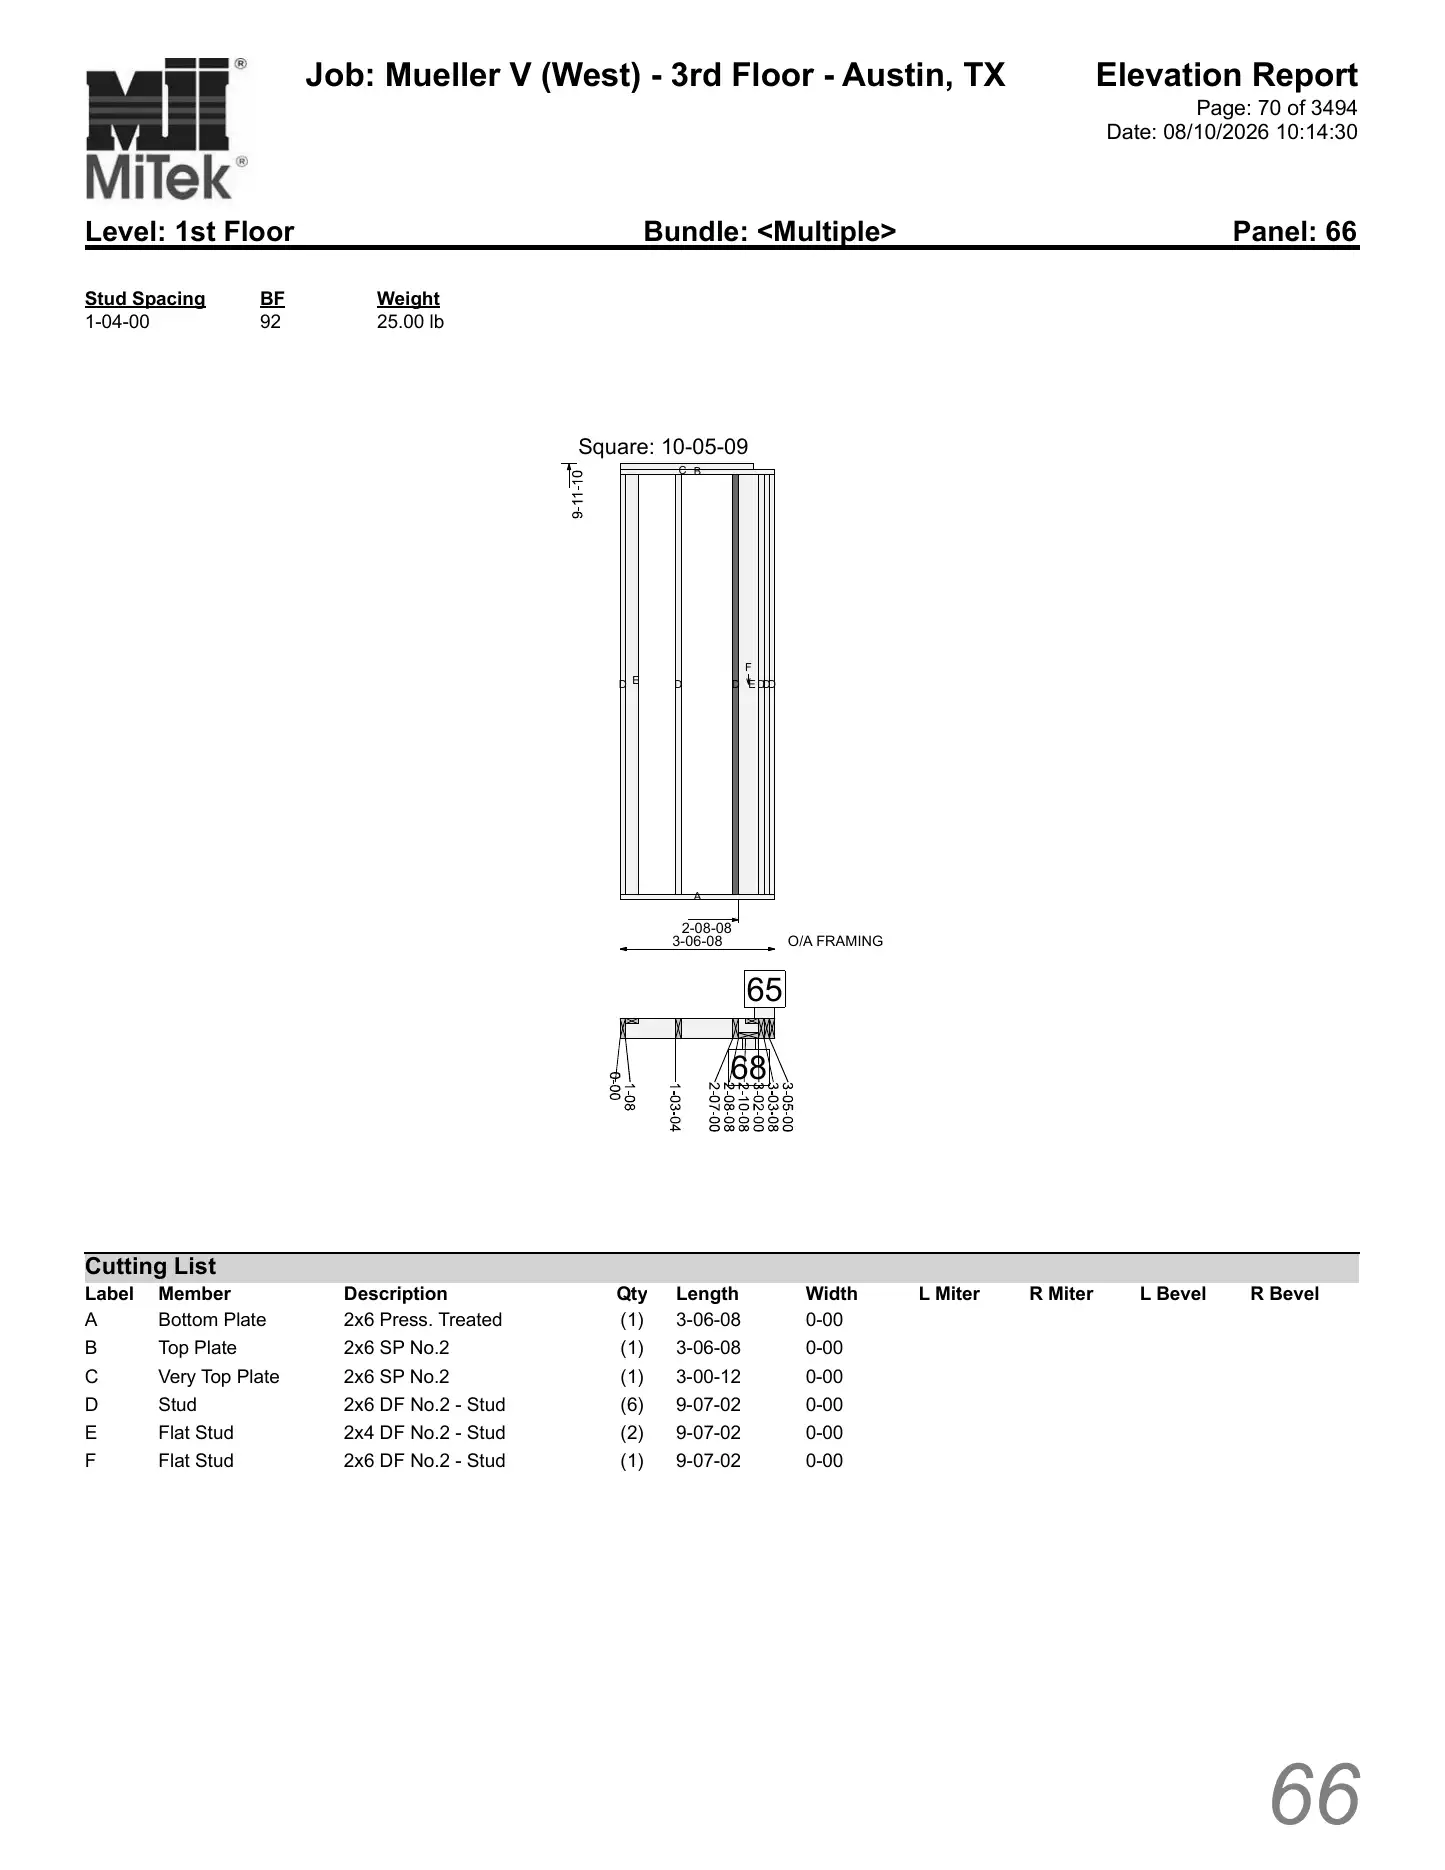 ®
MiTek®
Job: Mueller V (West) - 3rd Floor - Austin, TX
Elevation Report
Page: 70 of 3494
Date: 08/10/2026 10:14:30
Level: 1st Floor Bundle: <Multiple> Panel: 66
Stud Spacing BF Weight
1-04-00 92 25.00 lb
Square: 10-05-09
9-11-10
C B
F
D E D D E D D D
A
2-08-08
3-06-08 O/A FRAMING
65
68
0-00 1-08 1-03-04 2-07-00 2-08-08 2-10-08 3-02-00 3-03-08 3-05-00
Cutting List
Label Member Description Qty Length Width L Miter R Miter L Bevel R Bevel
A Bottom Plate 2x6 Press. Treated (1) 3-06-08 0-00
B Top Plate 2x6 SP No.2 (1) 3-06-08 0-00
C Very Top Plate 2x6 SP No.2 (1) 3-00-12 0-00
D Stud 2x6 DF No.2 - Stud (6) 9-07-02 0-00
E Flat Stud 2x4 DF No.2 - Stud (2) 9-07-02 0-00
F Flat Stud 2x6 DF No.2 - Stud (1) 9-07-02 0-00
66